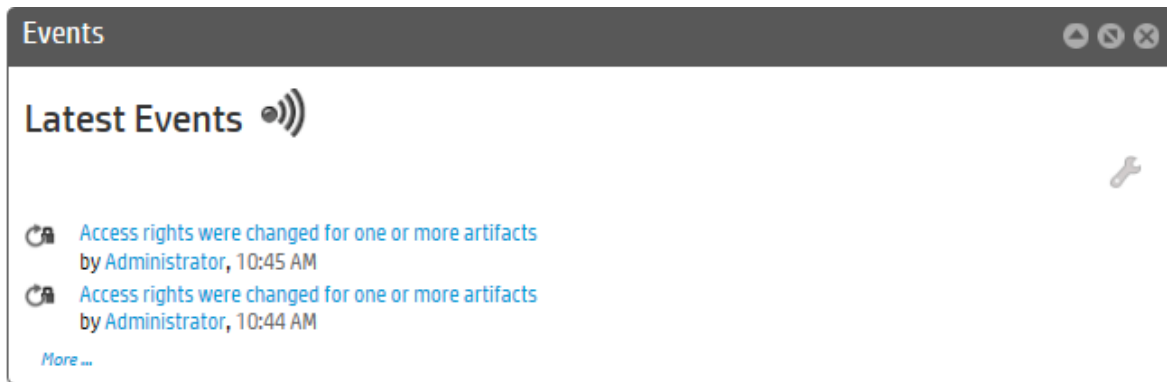 Events
Latest Events
Access rights were changed for one or more artifacts
by Administrator, 10:45 AM
Access rights were changed for one or more artifacts
by Administrator, 10:44 AM
More ...